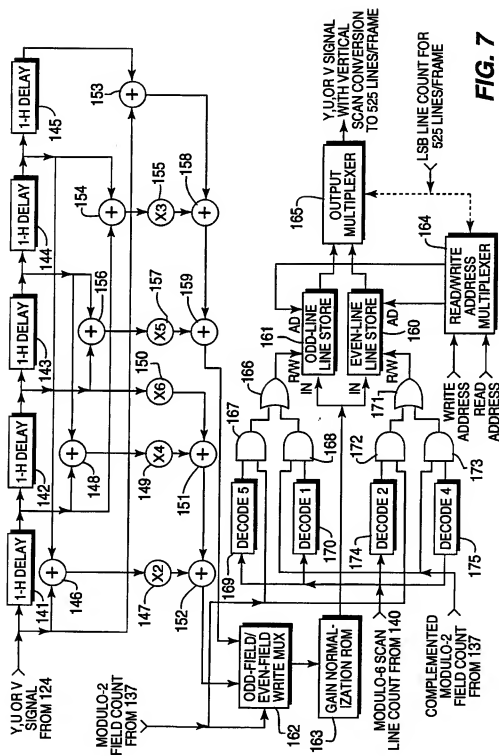 Y, U, OR V
SIGNAL
FROM 124
1-H DELAY
141
1-H DELAY
142
1-H DELAY
143
1-H DELAY
144
1-H DELAY
145
146
148
156
154
153
X2
147
X4
149
X6
150
X5
157
X3
155
152
151
159
158
MODULO-2
FIELD COUNT
FROM 137
ODD-FIELD/
EVEN-FIELD
WRITE MUX
162
GAIN NORMAL-
IZATION ROM
163
DECODE 5
169
DECODE 1
170
DECODE 2
174
DECODE 4
175
167
168
172
173
166
171
R/W
IN
ODD-LINE
LINE STORE
161
AD
IN
R/W
EVEN-LINE
LINE STORE
160
AD
OUTPUT
MULTIPLEXER
165
Y, U, OR V SIGNAL
WITH VERTICAL
SCAN CONVERSION
TO 525 LINES/FRAME
READ/WRITE
ADDRESS
MULTIPLEXER
164
LSB LINE COUNT FOR
525 LINES/FRAME
WRITE
ADDRESS
READ
ADDRESS
MODULO-6 SCAN
LINE COUNT FROM 140
COMPLEMENTED
MODULO-2
FIELD COUNT
FROM 137
FIG. 7